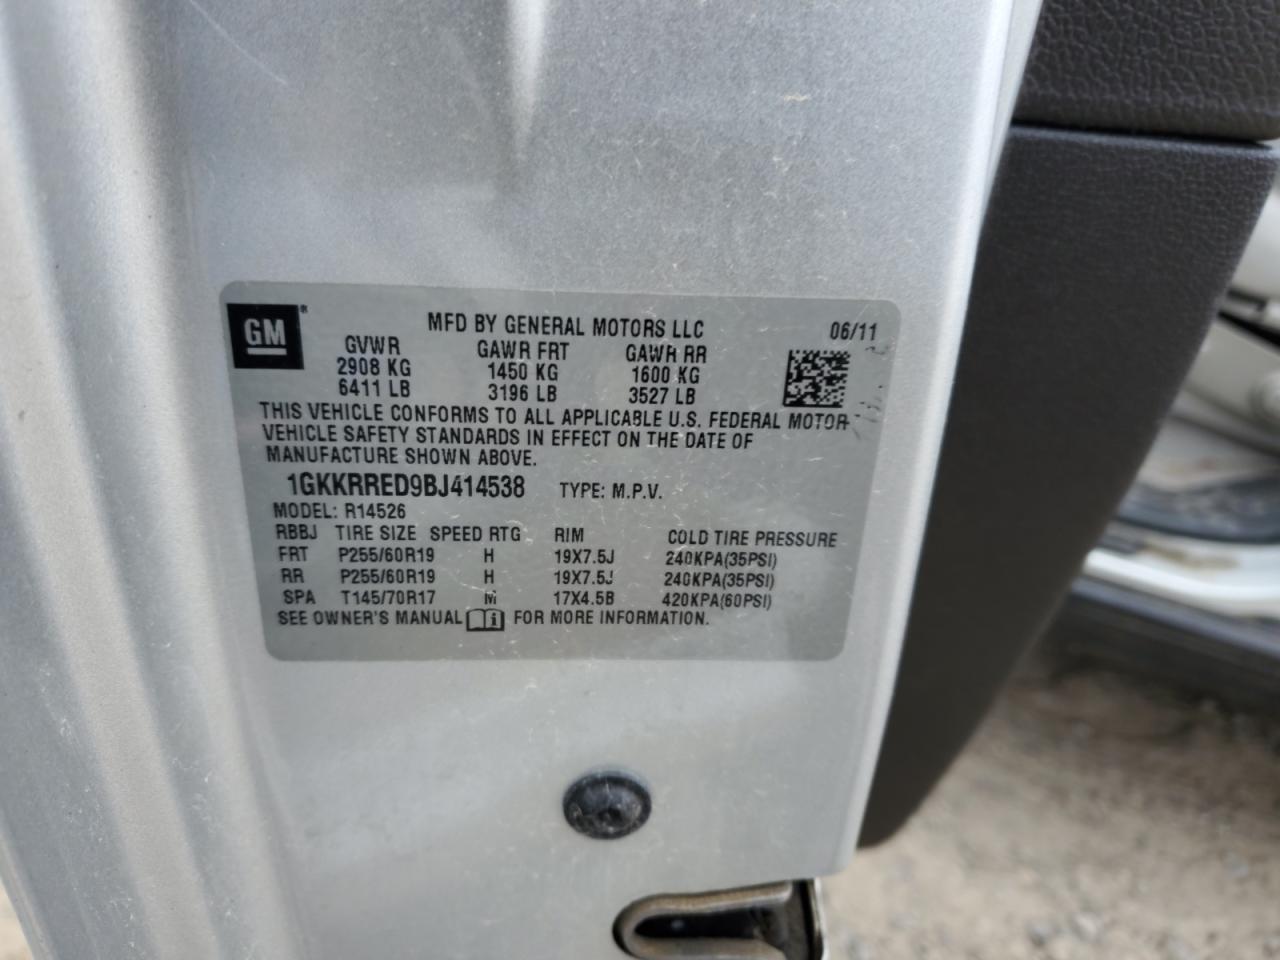 GM®
MFD BY GENERAL MOTORS LLC 06/11
GVWR GAWR FRT GAWR RR
2908 KG 1450 KG 1600 KG
6411 LB 3196 LB 3527 LB
THIS VEHICLE CONFORMS TO ALL APPLICABLE U.S. FEDERAL MOTOR
VEHICLE SAFETY STANDARDS IN EFFECT ON THE DATE OF
MANUFACTURE SHOWN ABOVE.
1GKKRRED9BJ414538 TYPE: M.P.V.
MODEL: R14526
RBBJ TIRE SIZE SPEED RTG RIM COLD TIRE PRESSURE
FRT P255/60R19 H 19X7.5J 240KPA(35PSI)
RR P255/60R19 H 19X7.5J 240KPA(35PSI)
SPA T145/70R17 M 17X4.5B 420KPA(60PSI)
SEE OWNER'S MANUAL i FOR MORE INFORMATION.